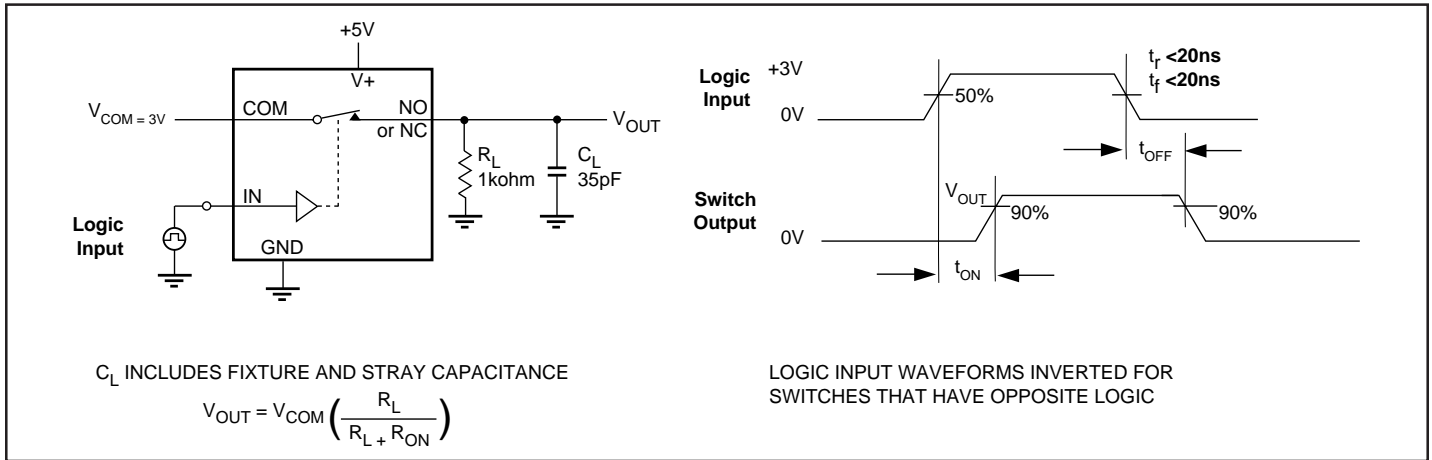 +5V
V+
V_COM = 3V
COM
NO
or NC
V_OUT
R_L
1kohm
C_L
35pF
IN
Logic
Input
GND
C_L INCLUDES FIXTURE AND STRAY CAPACITANCE
V_OUT = V_COM ( R_L / R_L + R_ON )
Logic
Input
+3V
0V
50%
t_r <20ns
t_f <20ns
t_OFF
Switch
Output
V_OUT
0V
90%
90%
t_ON
LOGIC INPUT WAVEFORMS INVERTED FOR
SWITCHES THAT HAVE OPPOSITE LOGIC